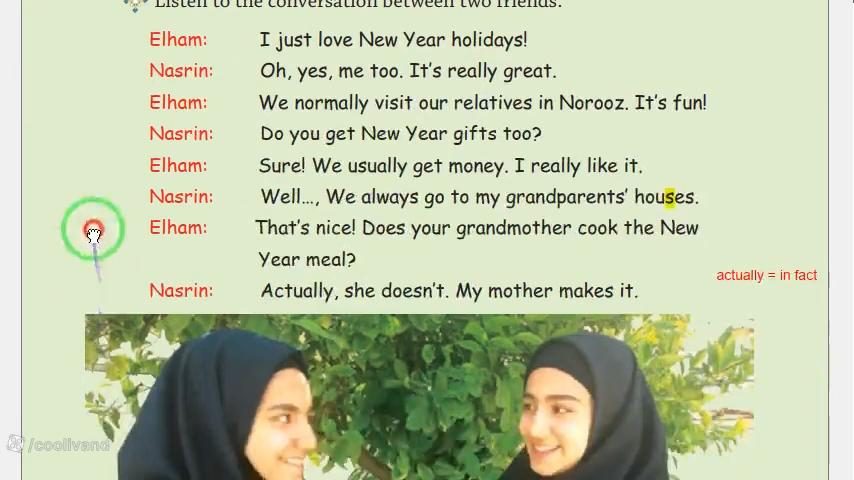 Listen to the conversation between two friends.
Elham: I just love New Year holidays!
Nasrin: Oh, yes, me too. It's really great.
Elham: We normally visit our relatives in Norooz. It's fun!
Nasrin: Do you get New Year gifts too?
Elham: Sure! We usually get money. I really like it.
Nasrin: Well..., We always go to my grandparents' houses.
Elham: That's nice! Does your grandmother cook the New
Year meal?
actually = in fact
Nasrin: Actually, she doesn't. My mother makes it.
/coolivand